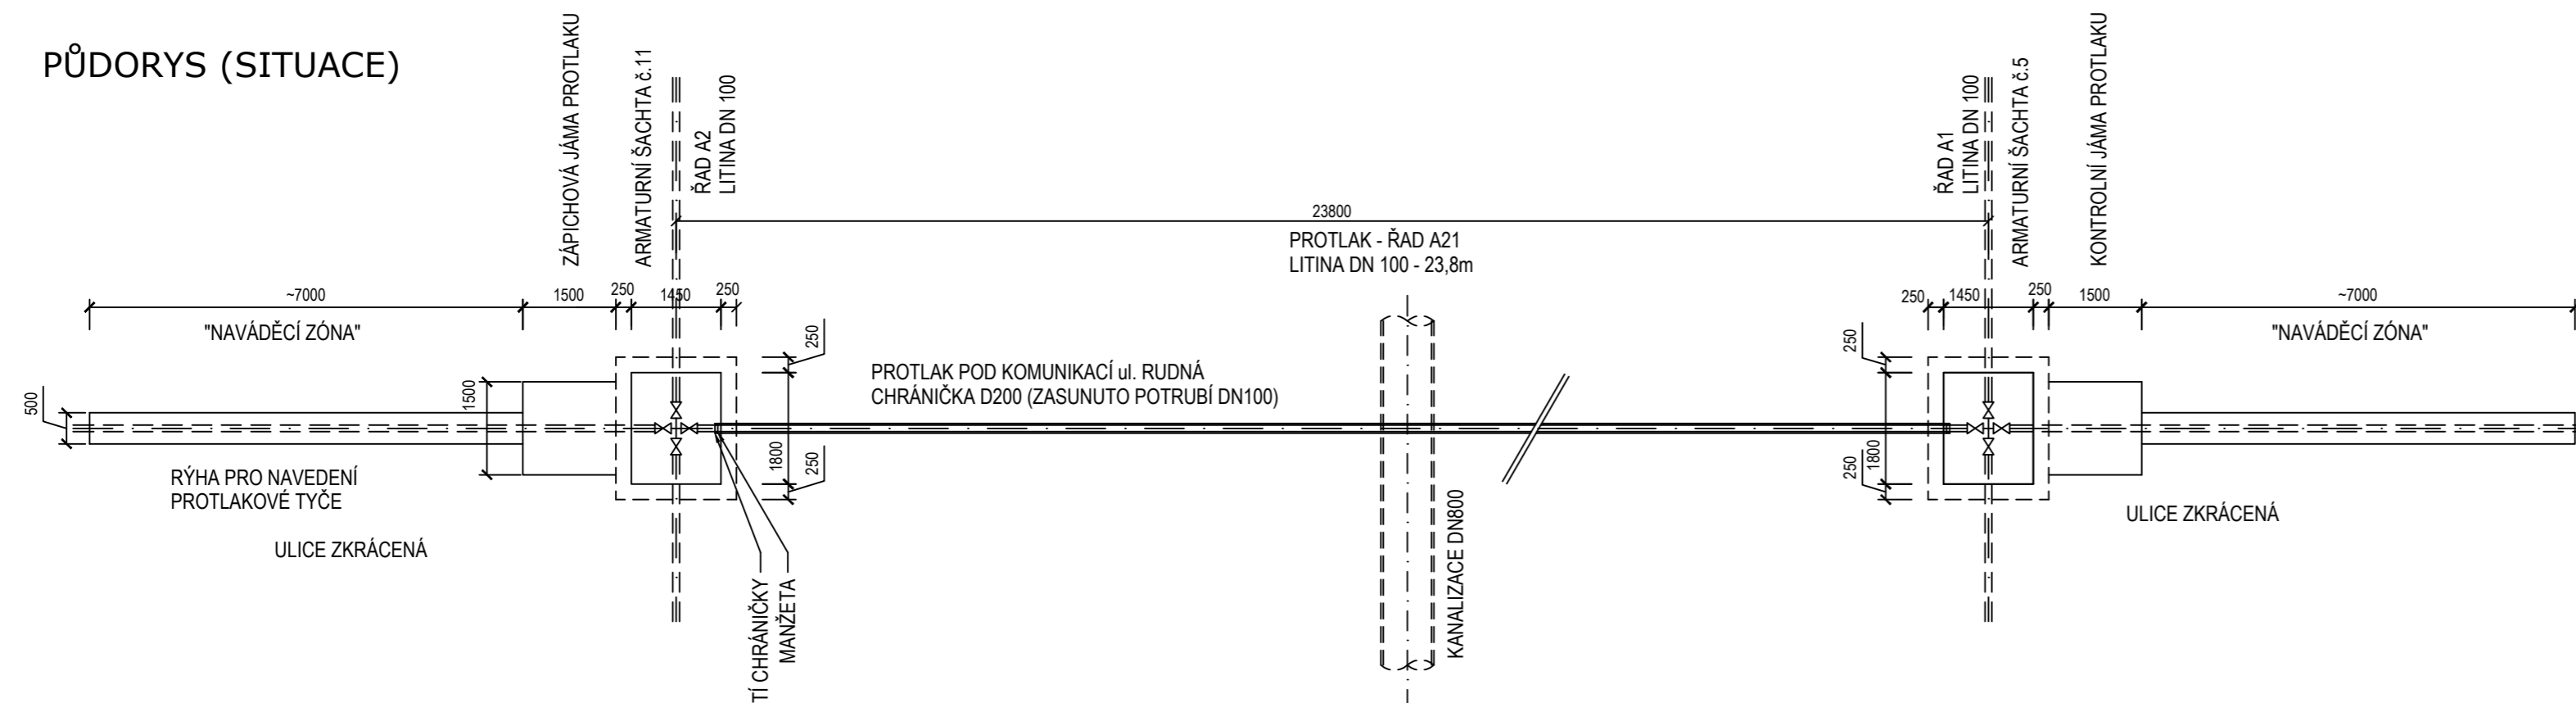 PŮDORYS (SITUACE)
ZÁPICHOVÁ JÁMA PROTLAKU
ARMATURNÍ ŠACHTA č.11
ŘAD A2
LITINA DN 100
ŘAD A1
LITINA DN 100
ARMATURNÍ ŠACHTA č.5
KONTROLNÍ JÁMA PROTLAKU
23800
PROTLAK - ŘAD A21
LITINA DN 100 - 23,8m
~7000
1500
250
1450
250
250
1450
250
1500
~7000
"NAVÁDĚCÍ ZÓNA"
"NAVÁDĚCÍ ZÓNA"
250
250
PROTLAK POD KOMUNIKACÍ ul. RUDNÁ
CHRÁNIČKA D200 (ZASUNUTO POTRUBÍ DN100)
500
1500
1800
250
1800
250
RÝHA PRO NAVEDENÍ
PROTLAKOVÉ TYČE
ULICE ZKRÁCENÁ
ULICE ZKRÁCENÁ
KANALIZACE DN800
TÍ CHRÁNIČKY
MANŽETA